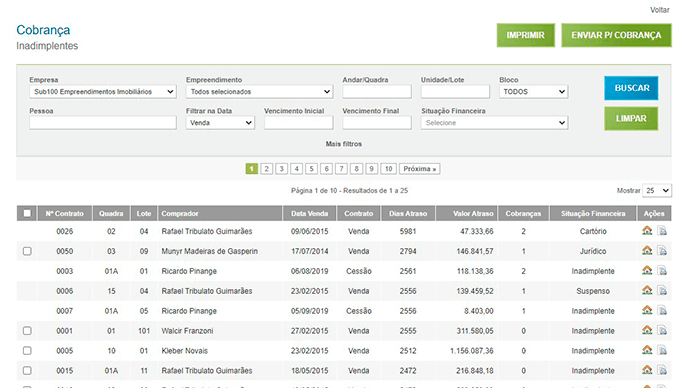 Voltar
Cobrança
Inadimplentes
IMPRIMIR ENVIAR P/ COBRANÇA
Empresa Empreendimento Andar/Quadra Unidade/Lote Bloco
Sub100 Empreendimentos Imobiliários Todos selecionados TODOS BUSCAR
Pessoa Filtrar na Data Vencimento Inicial Vencimento Final Situação Financeira
Venda Selecione LIMPAR
Mais filtros
1 2 3 4 5 6 7 8 9 10 Próxima »
Página 1 de 10 - Resultados de 1 a 25 Mostrar 25
Nº Contrato Quadra Lote Comprador Data Venda Contrato Dias Atraso Valor Atraso Cobranças Situação Financeira Ações
0026 02 04 Rafael Tribulato Guimarães 09/06/2015 Venda 5981 47.333,66 2 Cartório
0050 03 09 Munyr Madeiras de Gasperin 17/07/2014 Venda 2794 146.841,57 1 Jurídico
0003 01A 01 Ricardo Pinange 06/08/2019 Cessão 2561 118.138,36 2 Inadimplente
0006 15 04 Rafael Tribulato Guimarães 23/02/2015 Venda 2556 139.459,52 1 Suspenso
0007 01A 05 Ricardo Pinange 05/09/2019 Cessão 2556 8.403,00 1 Inadimplente
0001 01 101 Walcir Franzoni 27/02/2015 Venda 2555 311.580,05 0 Inadimplente
0005 10 01 Kleber Novais 23/02/2015 Venda 2512 1.156.087,36 0 Inadimplente
0015 01A 11 Rafael Tribulato Guimarães 18/05/2015 Venda 2472 216.848,18 0 Inadimplente